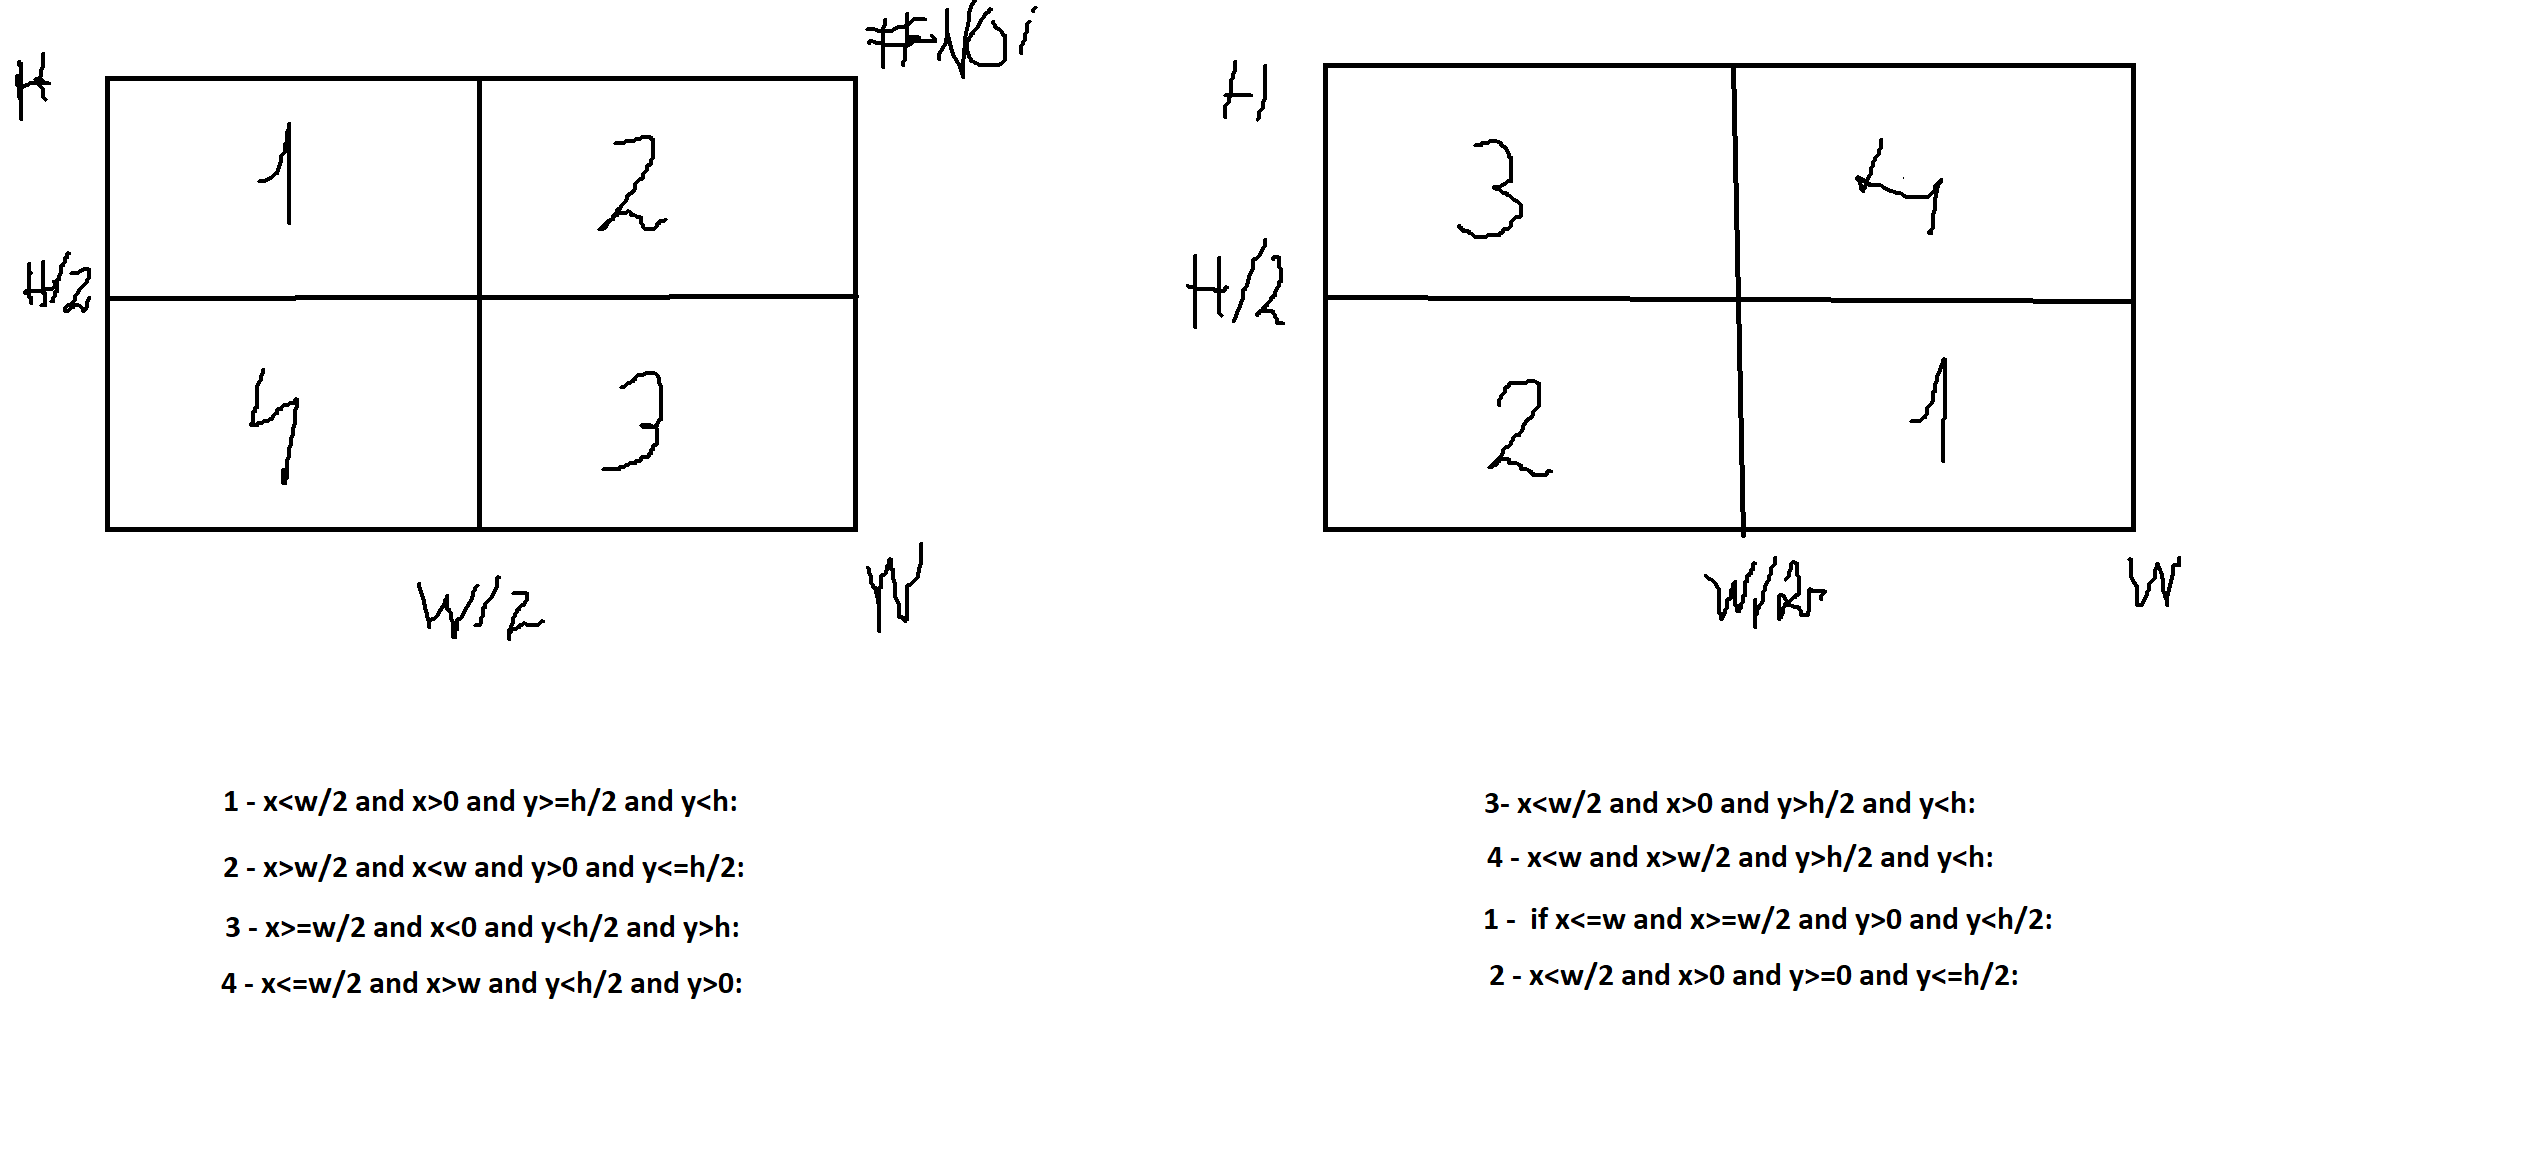 H
1
2
H/2
4
3
W/2
W
H
3
4
H/2
2
1
W
1 - x<w/2 and x>0 and y>=h/2 and y<h:
2 - x>w/2 and x<w and y>0 and y<=h/2:
3 - x>=w/2 and x<0 and y<h/2 and y>h:
4 - x<=w/2 and x>w and y<h/2 and y>0:
3- x<w/2 and x>0 and y>h/2 and y<h:
4 - x<w and x>w/2 and y>h/2 and y<h:
1 -  if x<=w and x>=w/2 and y>0 and y<h/2:
2 - x<w/2 and x>0 and y>=0 and y<=h/2: